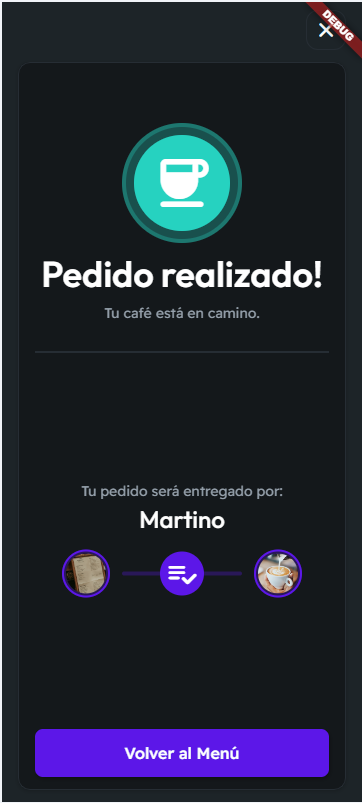 DEBUG
Pedido realizado!
Tu café está en camino.
Tu pedido será entregado por:
Martino
Volver al Menú